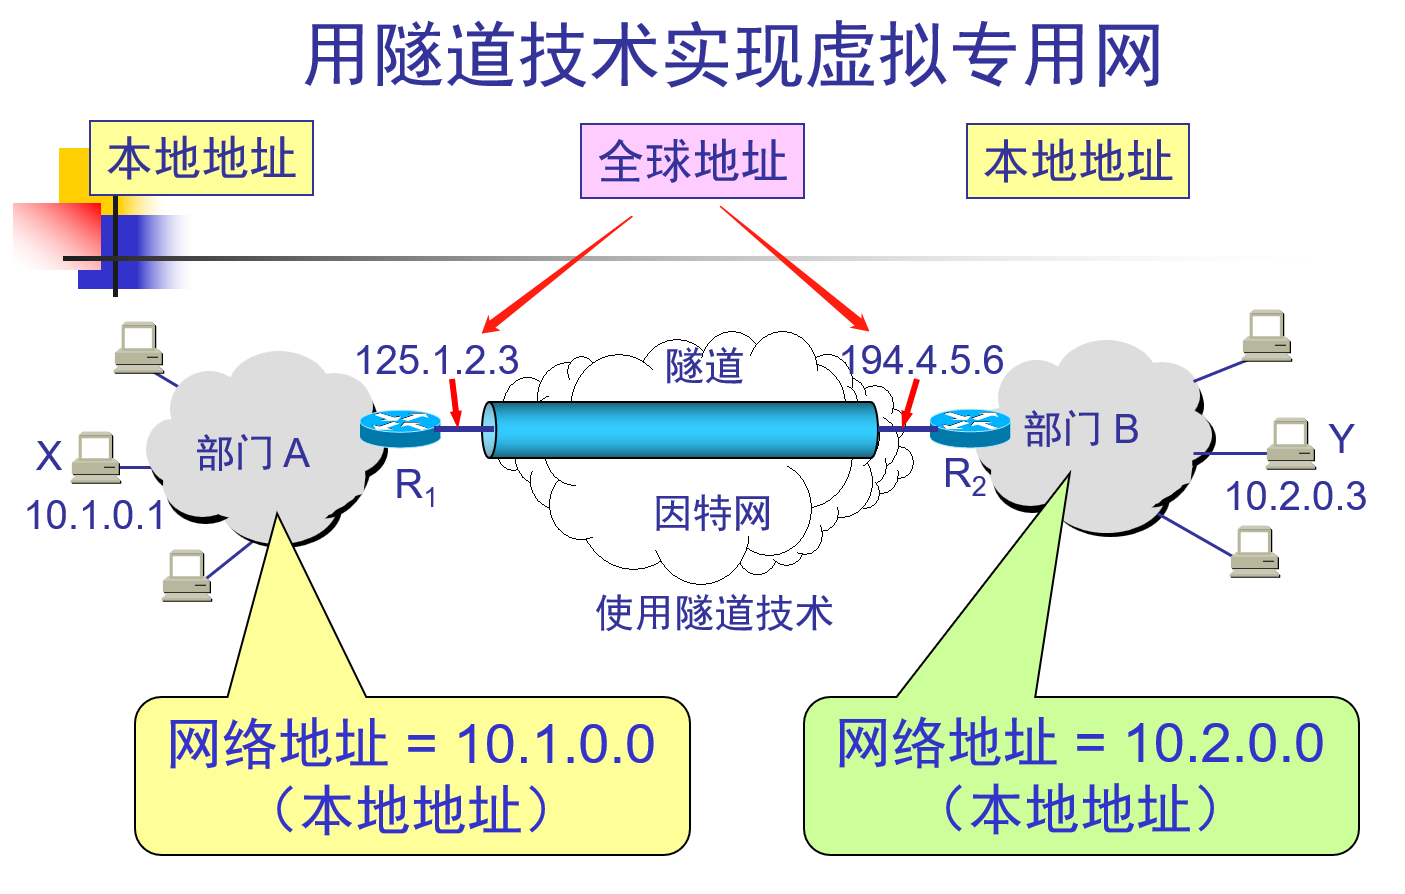 用隧道技术实现虚拟专用网
本地地址
全球地址
本地地址
125.1.2.3
隧道
194.4.5.6
部门 A
部门 B
X
Y
10.1.0.1
R1
R2
10.2.0.3
因特网
使用隧道技术
网络地址 = 10.1.0.0
（本地地址）
网络地址 = 10.2.0.0
（本地地址）